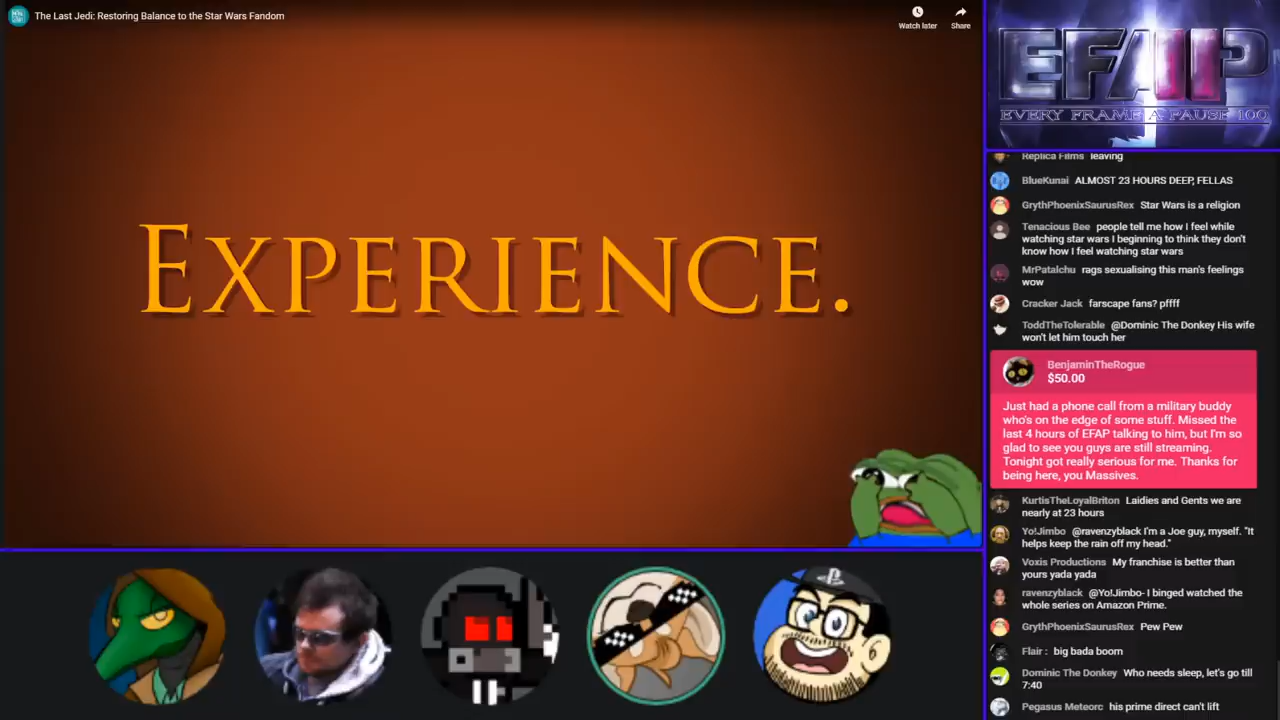 The Last Jedi: Restoring Balance to the Star Wars Fandom
Watch later
Share
EXPERIENCE.
EFAP
EVERY FRAME A PAUSE 100
Replica Films leaving
BlueKunai ALMOST 23 HOURS DEEP, FELLAS
GrythPhoenixSaurusRex Star Wars is a religion
Tenacious Bee people tell me how I feel while
watching star wars I beginning to think they don't
know how I feel watching star wars
MrPatalchu rags sexualising this man's feelings
wow
Cracker Jack farscape fans? pffff
ToddTheTolerable @Dominic The Donkey His wife
won't let him touch her
BenjaminTheRogue
$50.00
Just had a phone call from a military buddy
who's on the edge of some stuff. Missed the
last 4 hours of EFAP talking to him, but I'm so
glad to see you guys are still streaming.
Tonight got really serious for me. Thanks for
being here, you Massives.
KurtisTheLoyalBriton Laidies and Gents we are
nearly at 23 hours
Yo!Jimbo @ravenzyblack I'm a Joe guy, myself. "It
helps keep the rain off my head."
Voxis Productions My franchise is better than
yours yada yada
ravenzyblack @Yo!Jimbo- I binged watched the
whole series on Amazon Prime.
GrythPhoenixSaurusRex Pew Pew
Flair : big bada boom
Dominic The Donkey Who needs sleep, let's go till
7:40
Pegasus Meteorc his prime direct can't lift